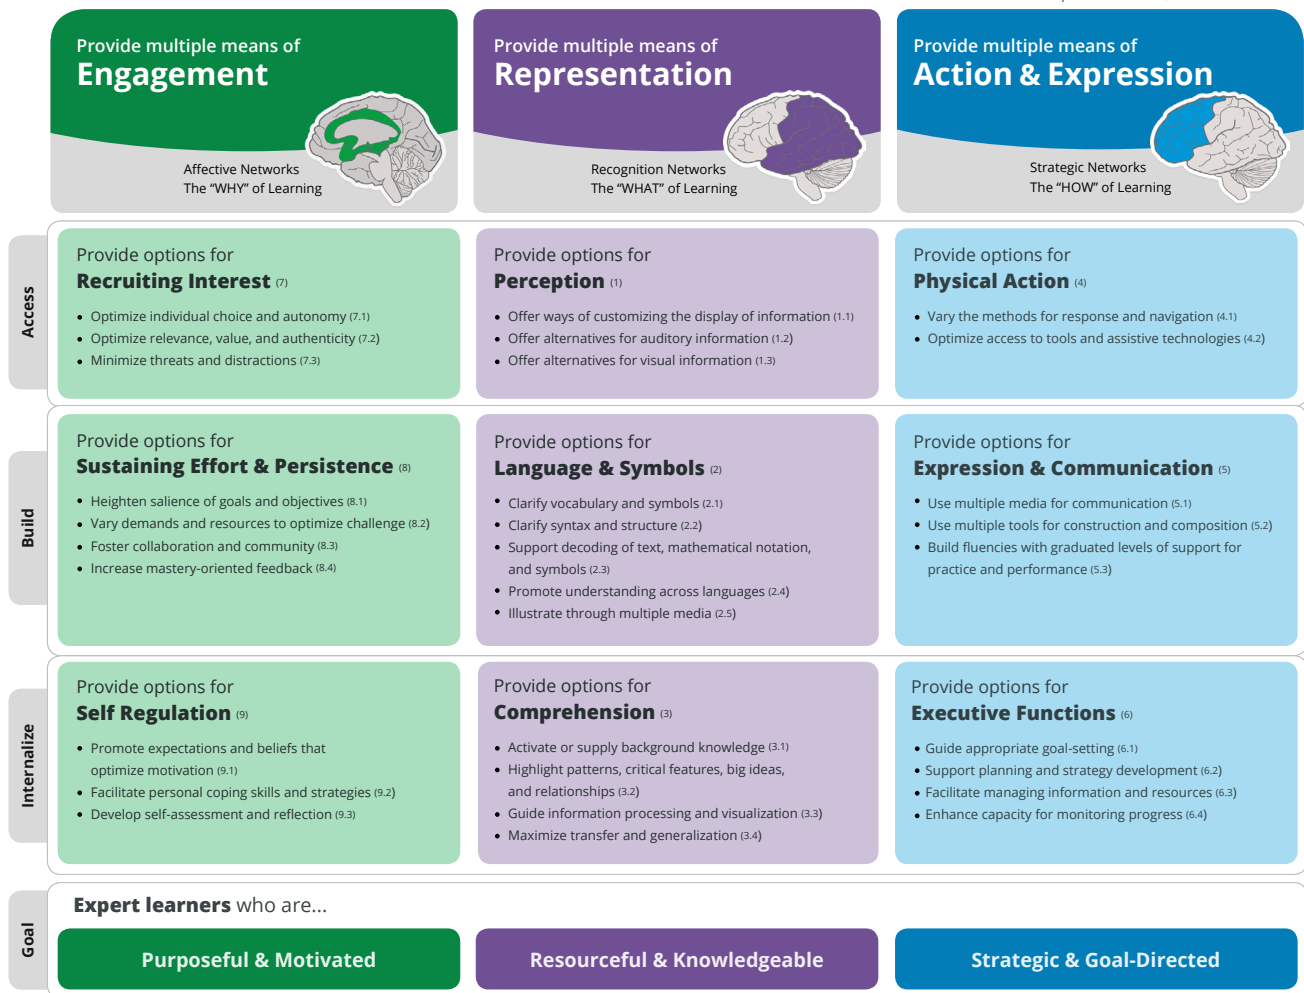 Provide multiple means of
Engagement
Affective Networks
The “WHY” of Learning
Provide multiple means of
Representation
Recognition Networks
The “WHAT” of Learning
Provide multiple means of
Action & Expression
Strategic Networks
The “HOW” of Learning
Access
Provide options for
Recruiting Interest (7)
• Optimize individual choice and autonomy (7.1)
• Optimize relevance, value, and authenticity (7.2)
• Minimize threats and distractions (7.3)
Provide options for
Perception (1)
• Offer ways of customizing the display of information (1.1)
• Offer alternatives for auditory information (1.2)
• Offer alternatives for visual information (1.3)
Provide options for
Physical Action (4)
• Vary the methods for response and navigation (4.1)
• Optimize access to tools and assistive technologies (4.2)
Build
Provide options for
Sustaining Effort & Persistence (8)
• Heighten salience of goals and objectives (8.1)
• Vary demands and resources to optimize challenge (8.2)
• Foster collaboration and community (8.3)
• Increase mastery-oriented feedback (8.4)
Provide options for
Language & Symbols (2)
• Clarify vocabulary and symbols (2.1)
• Clarify syntax and structure (2.2)
• Support decoding of text, mathematical notation,
and symbols (2.3)
• Promote understanding across languages (2.4)
• Illustrate through multiple media (2.5)
Provide options for
Expression & Communication (5)
• Use multiple media for communication (5.1)
• Use multiple tools for construction and composition (5.2)
• Build fluencies with graduated levels of support for
practice and performance (5.3)
Internalize
Provide options for
Self Regulation (9)
• Promote expectations and beliefs that
optimize motivation (9.1)
• Facilitate personal coping skills and strategies (9.2)
• Develop self-assessment and reflection (9.3)
Provide options for
Comprehension (3)
• Activate or supply background knowledge (3.1)
• Highlight patterns, critical features, big ideas,
and relationships (3.2)
• Guide information processing and visualization (3.3)
• Maximize transfer and generalization (3.4)
Provide options for
Executive Functions (6)
• Guide appropriate goal-setting (6.1)
• Support planning and strategy development (6.2)
• Facilitate managing information and resources (6.3)
• Enhance capacity for monitoring progress (6.4)
Goal
Expert learners who are...
Purposeful & Motivated
Resourceful & Knowledgeable
Strategic & Goal-Directed